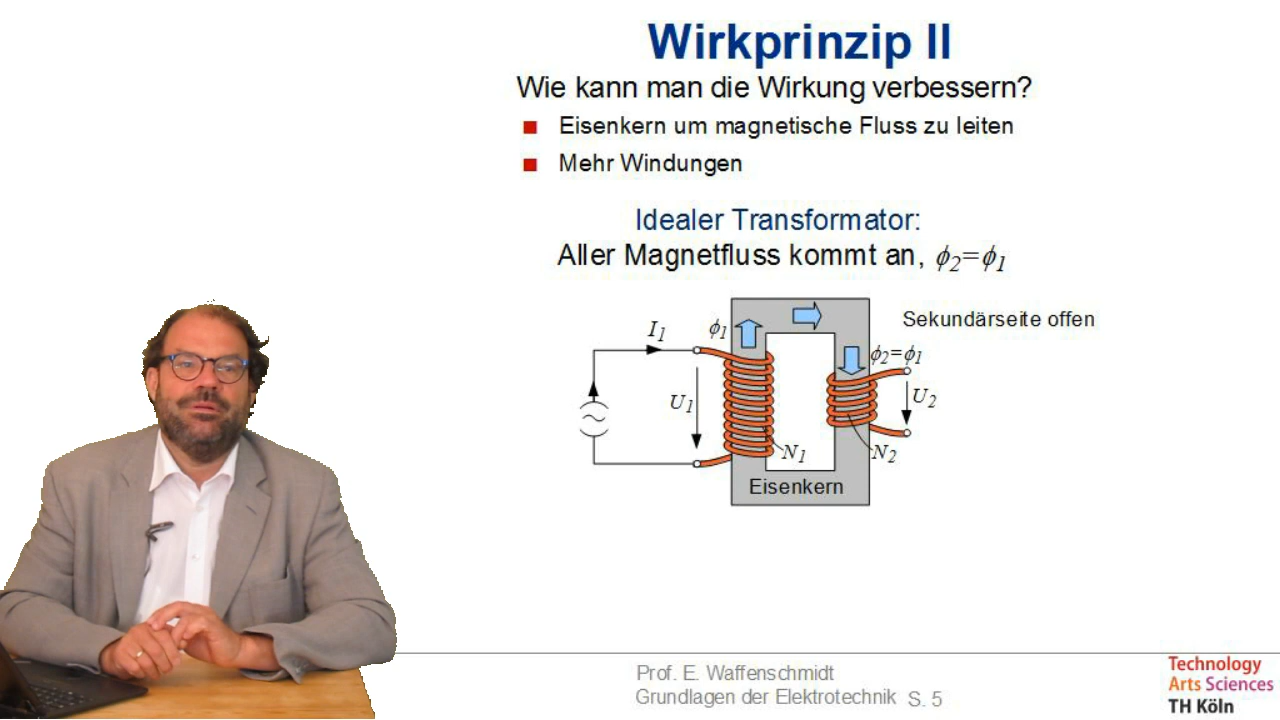 Wirkprinzip II
Wie kann man die Wirkung verbessern?
Eisenkern um magnetische Fluss zu leiten
Mehr Windungen
Idealer Transformator:
Aller Magnetfluss kommt an, ϕ2=ϕ1
Sekundärseite offen
I1
ϕ1
ϕ2=ϕ1
U1
U2
N1
N2
Eisenkern
Prof. E. Waffenschmidt
Grundlagen der Elektrotechnik S. 5
Technology
Arts Sciences
TH Köln